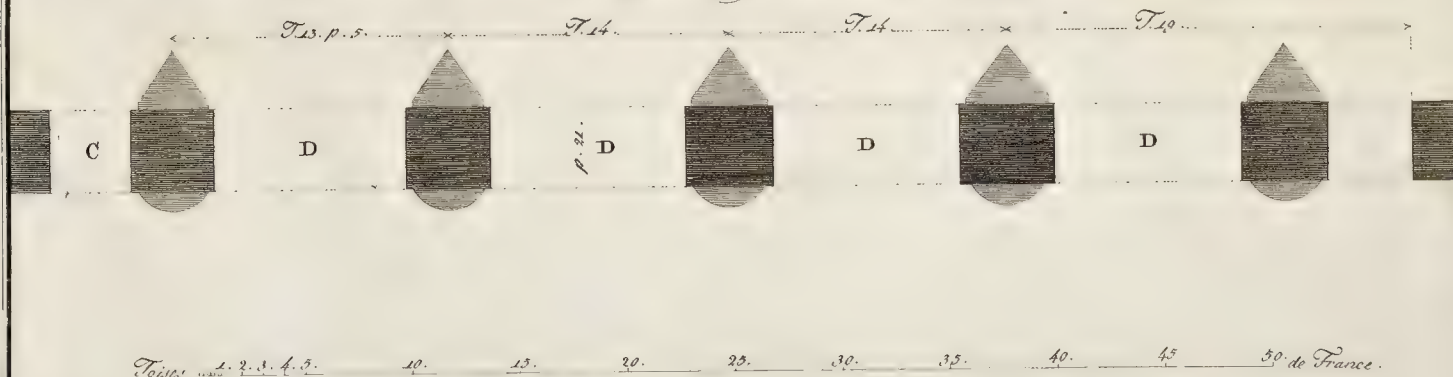 T. 13. p. 5. T. 14. T. 14 T. 19
C D p. 21. D D D
Toises 1. 2. 3. 4. 5. 10. 15. 20. 25. 30. 35. 40. 45 50. de France.